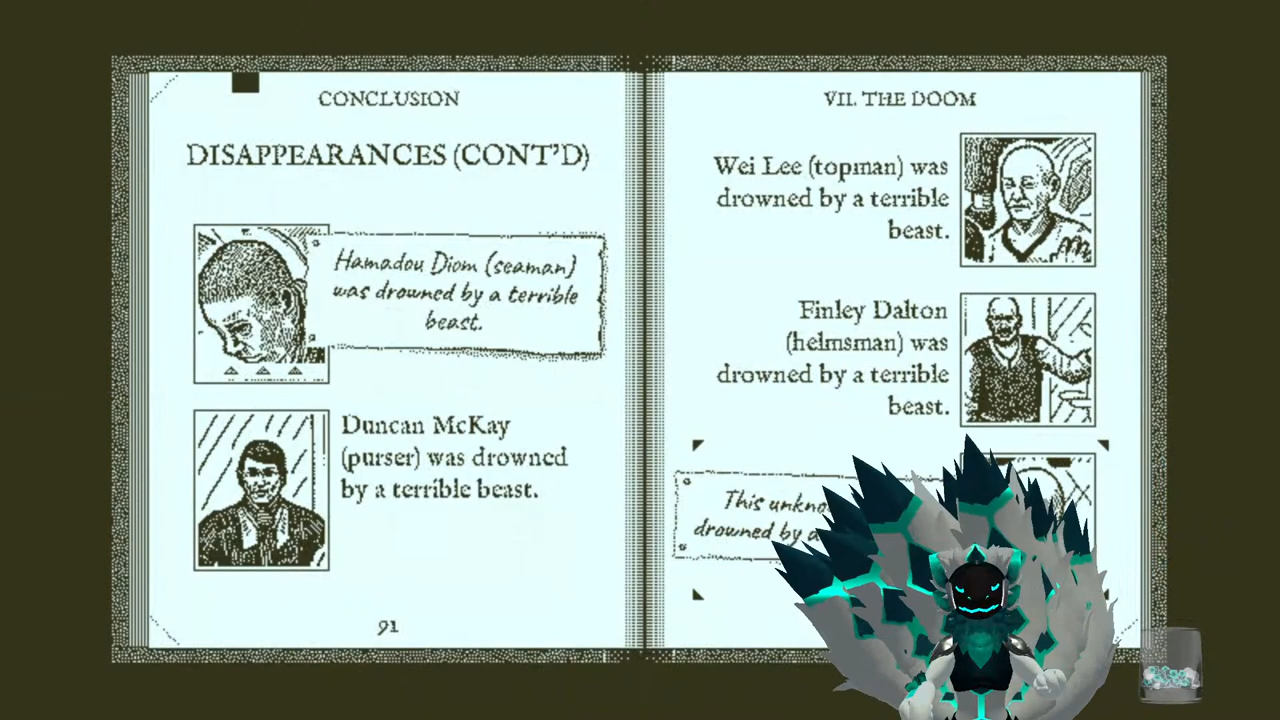 CONCLUSION
DISAPPEARANCES (CONT'D)
Hamadou Diom (seaman)
was drowned by a terrible
beast.
Duncan McKay
(purser) was drowned
by a terrible beast.
91
VII. THE DOOM
Wei Lee (topman) was
drowned by a terrible
beast.
Finley Dalton
(helmsman) was
drowned by a terrible
beast.
This
drowned by a